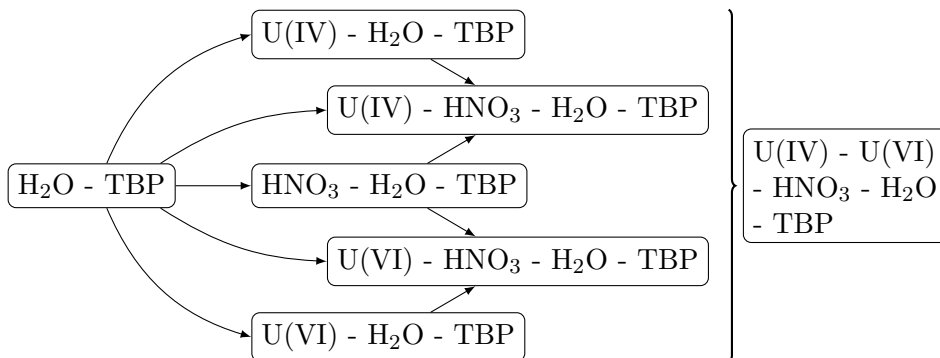 U(IV) - H₂O - TBP
U(IV) - HNO₃ - H₂O - TBP
H₂O - TBP
HNO₃ - H₂O - TBP
U(VI) - HNO₃ - H₂O - TBP
U(VI) - H₂O - TBP
U(IV) - U(VI)
- HNO₃ - H₂O
- TBP